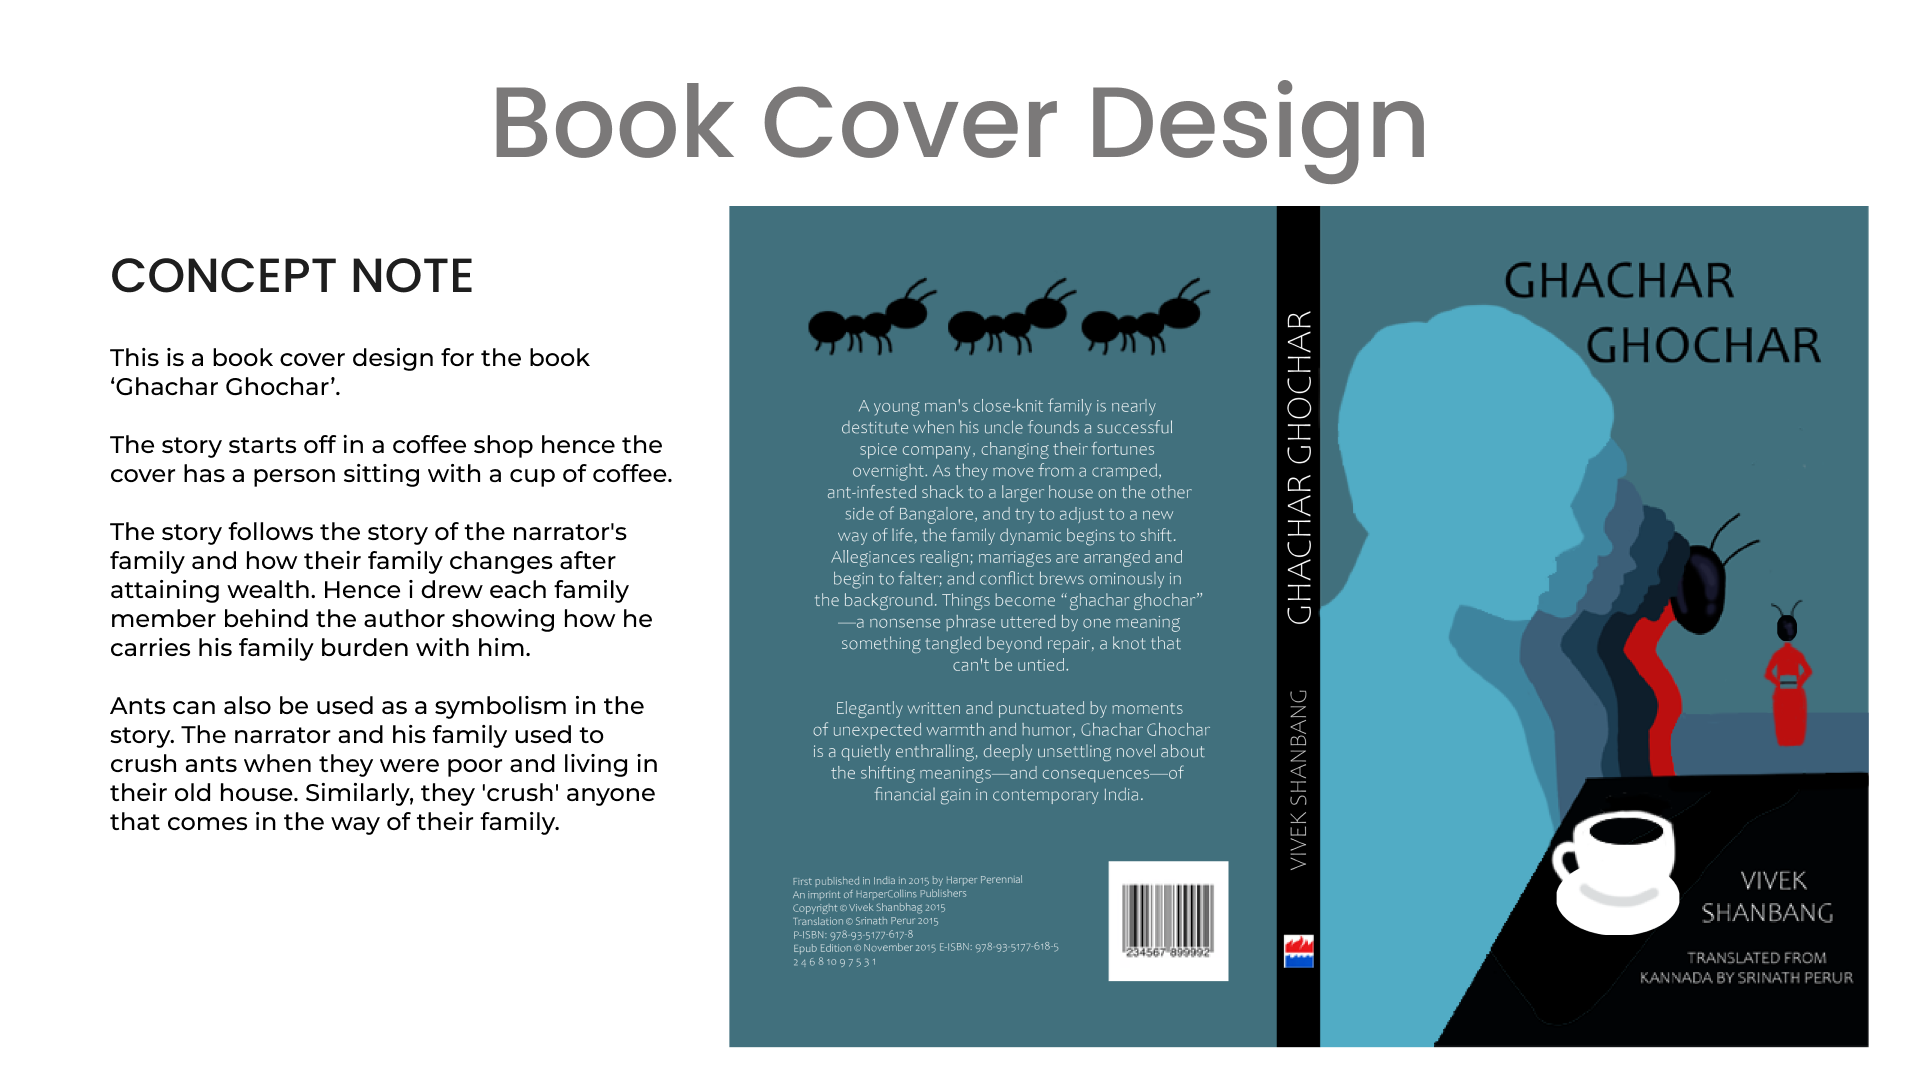 Book Cover Design
CONCEPT NOTE
This is a book cover design for the book
‘Ghachar Ghochar’.
The story starts off in a coffee shop hence the
cover has a person sitting with a cup of coffee.
The story follows the story of the narrator's
family and how their family changes after
attaining wealth. Hence i drew each family
member behind the author showing how he
carries his family burden with him.
Ants can also be used as a symbolism in the
story. The narrator and his family used to
crush ants when they were poor and living in
their old house. Similarly, they 'crush' anyone
that comes in the way of their family.
A young man's close-knit family is nearly
destitute when his uncle founds a successful
spice company, changing their fortunes
overnight. As they move from a cramped,
ant-infested shack to a larger house on the other
side of Bangalore, and try to adjust to a new
way of life, the family dynamic begins to shift.
Allegiances realign; marriages are arranged and
begin to falter; and conflict brews ominously in
the background. Things become “ghachar ghochar”
—a nonsense phrase uttered by one meaning
something tangled beyond repair, a knot that
can't be untied.
Elegantly written and punctuated by moments
of unexpected warmth and humor, Ghachar Ghochar
is a quietly enthralling, deeply unsettling novel about
the shifting meanings—and consequences—of
financial gain in contemporary India.
First published in India in 2015 by Harper Perennial
An imprint of HarperCollins Publishers
Copyright © Vivek Shanbhag 2015
Translation © Srinath Perur 2015
P-ISBN: 978-93-5177-617-8
Epub Edition © November 2015 E-ISBN: 978-93-5177-618-5
2 4 6 8 10 9 7 5 3 1
234567 899992
GHACHAR GHOCHAR
VIVEK SHANBANG
GHACHAR
GHOCHAR
VIVEK
SHANBANG
TRANSLATED FROM
KANNADA BY SRINATH PERUR